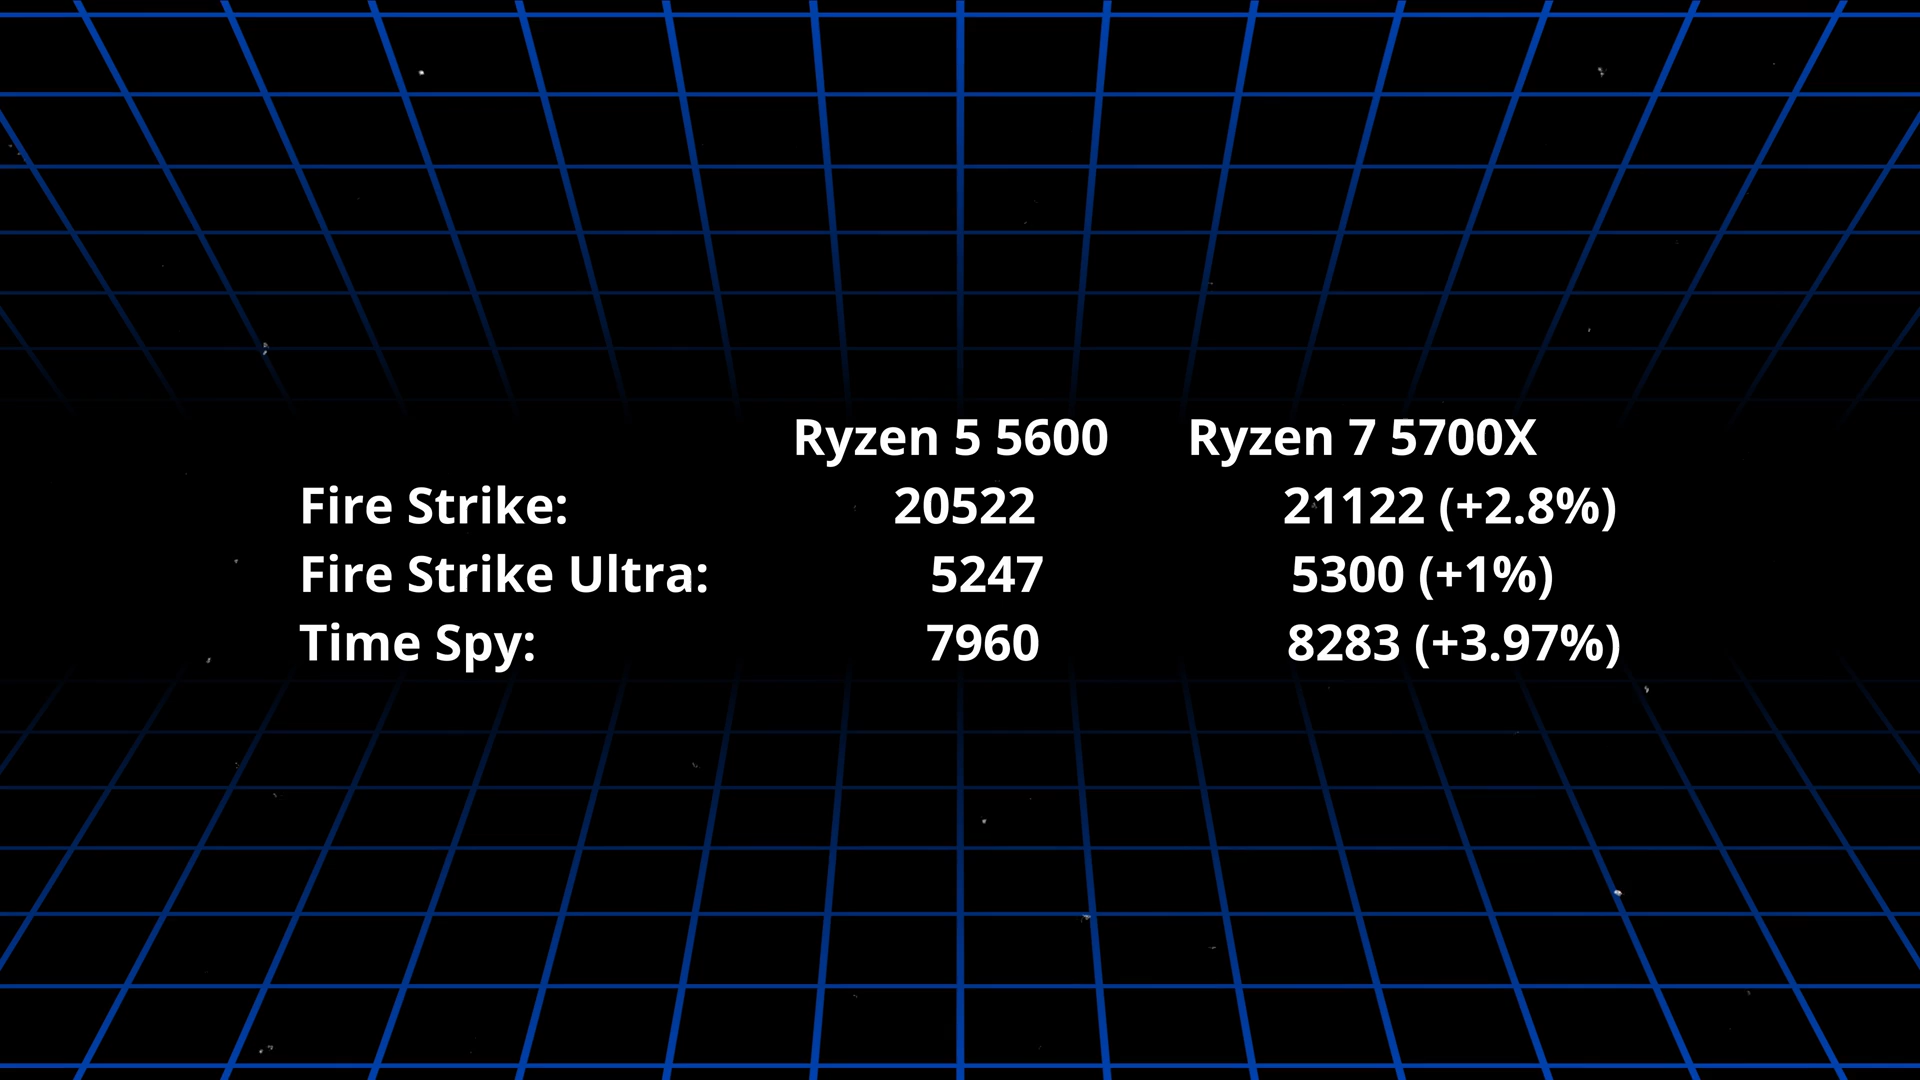 Ryzen 5 5600 Ryzen 7 5700X
Fire Strike: 20522 21122 (+2.8%)
Fire Strike Ultra: 5247 5300 (+1%)
Time Spy: 7960 8283 (+3.97%)